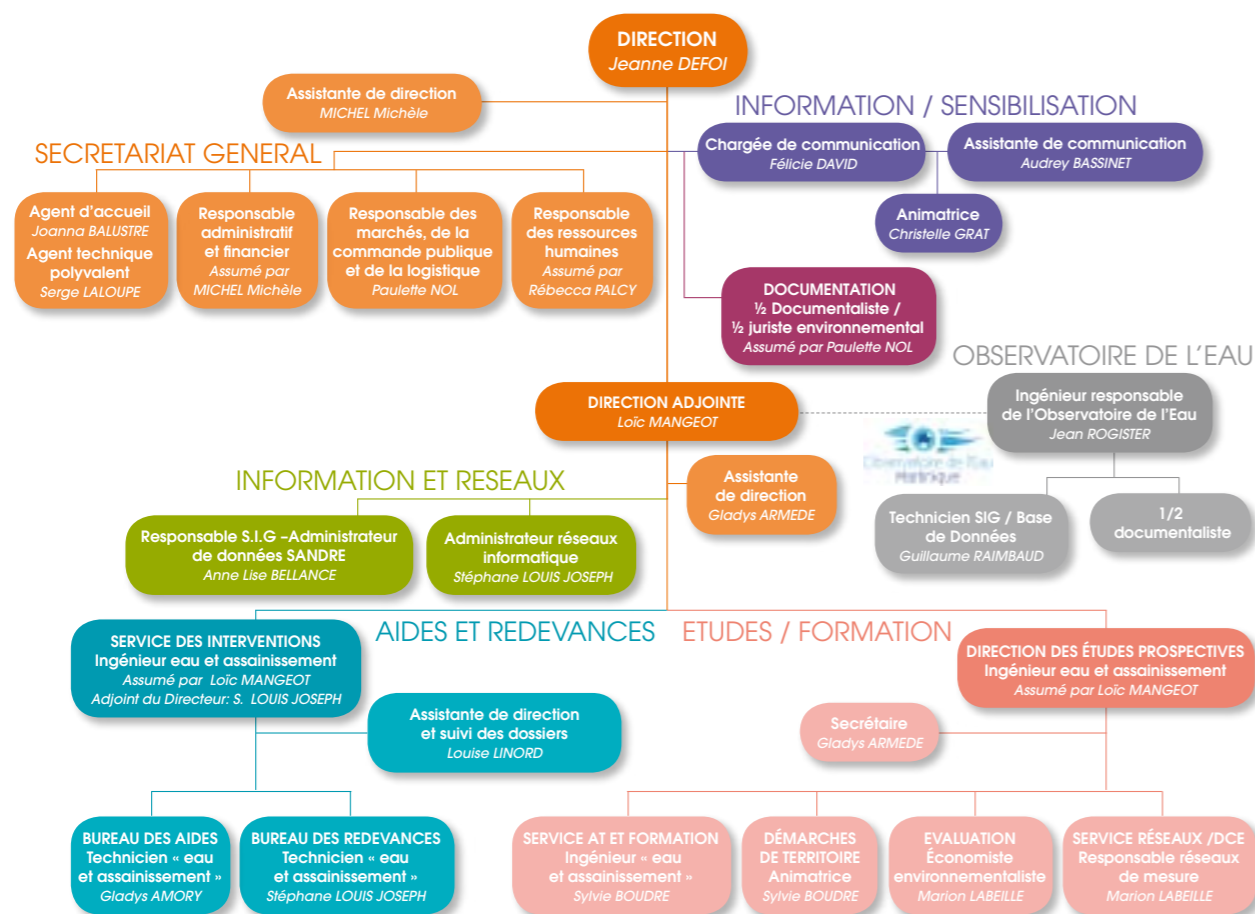 DIRECTION
Jeanne DEFOI
Assistante de direction
MICHEL Michèle
INFORMATION / SENSIBILISATION
Chargée de communication
Félicie DAVID
Assistante de communication
Audrey BASSINET
Animatrice
Christelle GRAT
SECRETARIAT GENERAL
Agent d'accueil
Joanna BALUSTRE
Agent technique
polyvalent
Serge LALOUPE
Responsable
administratif
et financier
Assumé par
MICHEL Michèle
Responsable des
marchés, de la
commande publique
et de la logistique
Paulette NOL
Responsable
des ressources
humaines
Assumé par
Rébecca PALCY
DOCUMENTATION
½ Documentaliste /
½ juriste environnemental
Assumé par Paulette NOL
OBSERVATOIRE DE L'EAU
DIRECTION ADJOINTE
Loïc MANGEOT
Ingénieur responsable
de l'Observatoire de l'Eau
Jean ROGISTER
Observatoire de l'Eau
Martinique
Technicien SIG / Base
de Données
Guillaume RAIMBAUD
1/2
documentaliste
Assistante
de direction
Gladys ARMEDE
INFORMATION ET RESEAUX
Responsable S.I.G –Administrateur
de données SANDRE
Anne Lise BELLANCE
Administrateur réseaux
informatique
Stéphane LOUIS JOSEPH
AIDES ET REDEVANCES
SERVICE DES INTERVENTIONS
Ingénieur eau et assainissement
Assumé par Loïc MANGEOT
Adjoint du Directeur: S. LOUIS JOSEPH
Assistante de direction
et suivi des dossiers
Louise LINORD
BUREAU DES AIDES
Technicien « eau
et assainissement »
Gladys AMORY
BUREAU DES REDEVANCES
Technicien « eau
et assainissement »
Stéphane LOUIS JOSEPH
ETUDES / FORMATION
DIRECTION DES ÉTUDES PROSPECTIVES
Ingénieur eau et assainissement
Assumé par Loïc MANGEOT
Secrétaire
Gladys ARMEDE
SERVICE AT ET FORMATION
Ingénieur « eau
et assainissement »
Sylvie BOUDRE
DÉMARCHES
DE TERRITOIRE
Animatrice
Sylvie BOUDRE
EVALUATION
Économiste
environnementaliste
Marion LABEILLE
SERVICE RÉSEAUX /DCE
Responsable réseaux
de mesure
Marion LABEILLE